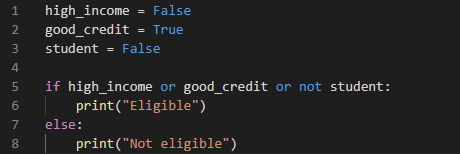 1 high_income = False
2 good_credit = True
3 student = False
4
5 if high_income or good_credit or not student:
6     print("Eligible")
7 else:
8     print("Not eligible")